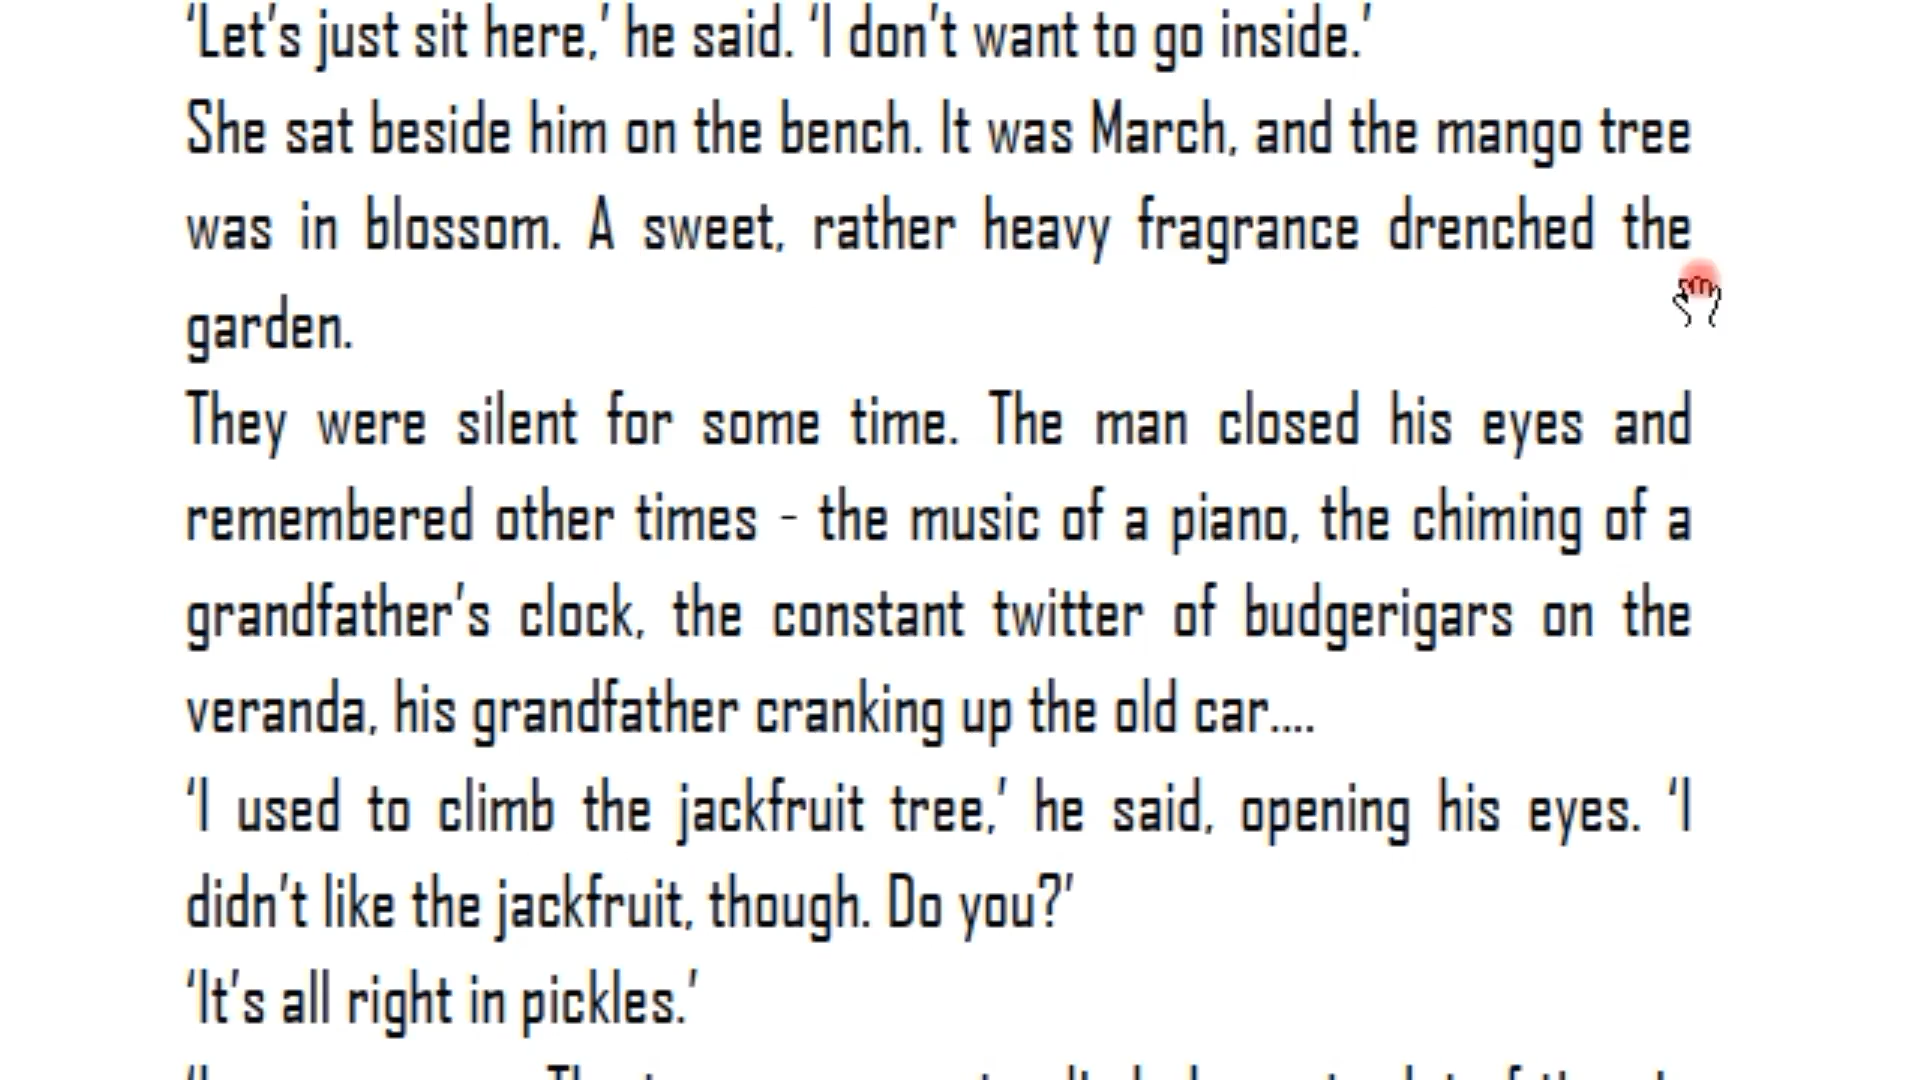 ‘Let’s just sit here,’ he said. ‘I don’t want to go inside.’
She sat beside him on the bench. It was March, and the mango tree
was in blossom. A sweet, rather heavy fragrance drenched the
garden.
They were silent for some time. The man closed his eyes and
remembered other times - the music of a piano, the chiming of a
grandfather’s clock, the constant twitter of budgerigars on the
veranda, his grandfather cranking up the old car....
‘I used to climb the jackfruit tree,’ he said, opening his eyes. ‘I
didn’t like the jackfruit, though. Do you?’
‘It’s all right in pickles.’